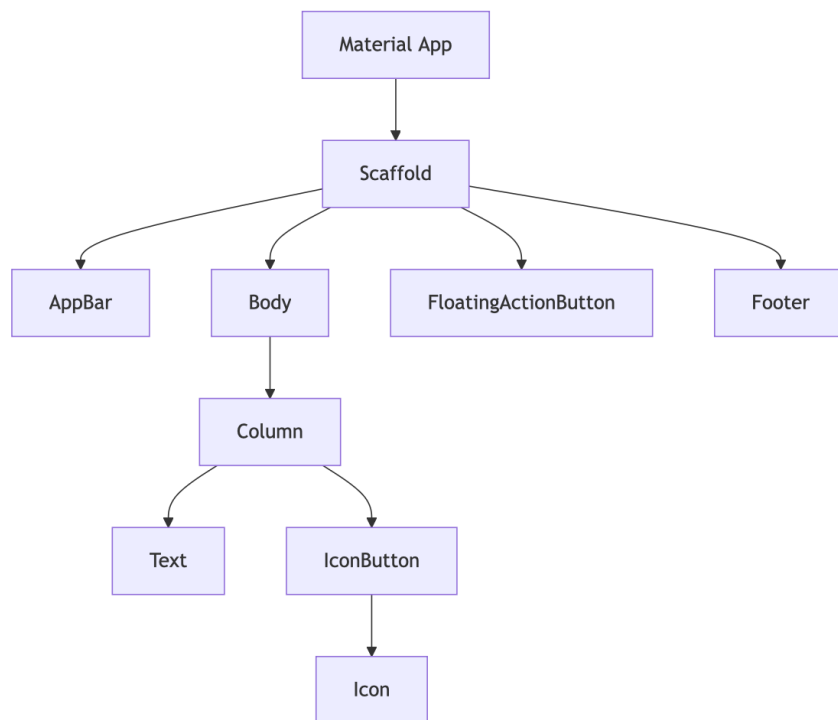 Material App
Scaffold
AppBar
Body
FloatingActionButton
Footer
Column
Text
IconButton
Icon